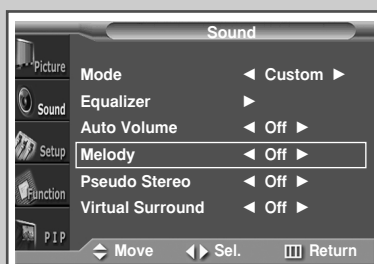 Sound
Picture
Sound
Setup
Function
PIP
Mode ◄ Custom ►
Equalizer ►
Auto Volume ◄ Off ►
Melody ◄ Off ►
Pseudo Stereo ◄ Off ►
Virtual Surround ◄ Off ►
Move Sel. Return